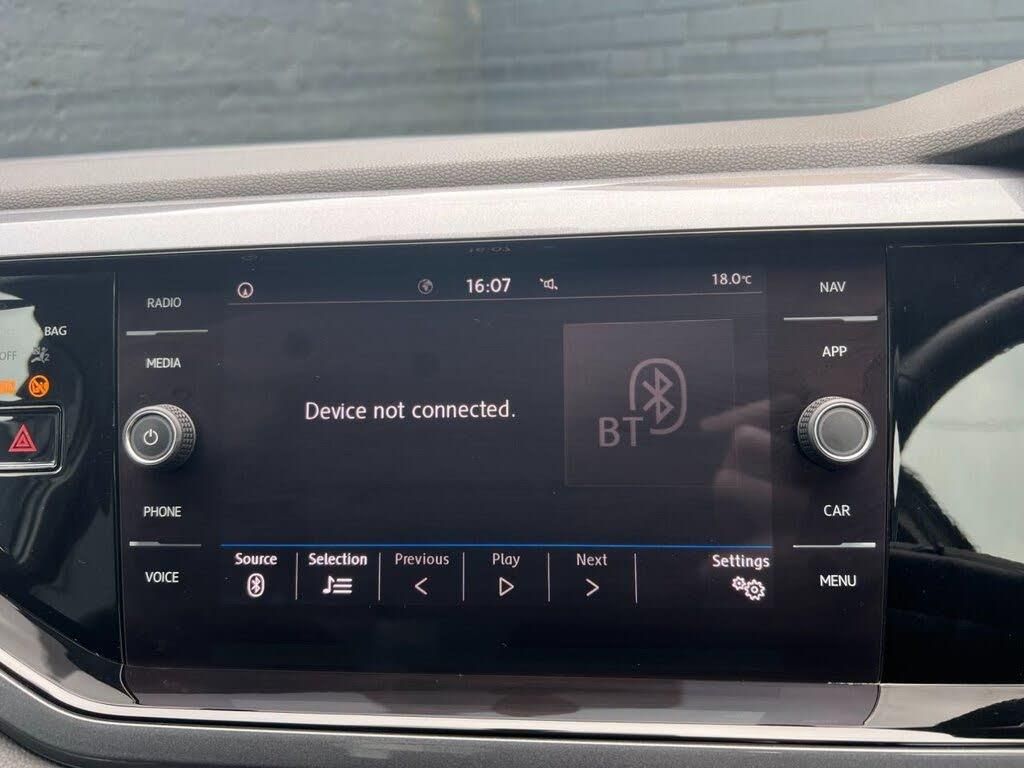 16:07
18.0°C
RADIO
NAV
BAG
OFF
MEDIA
APP
Device not connected.
BT
PHONE
CAR
VOICE
MENU
Source
Selection
Previous
Play
Next
Settings